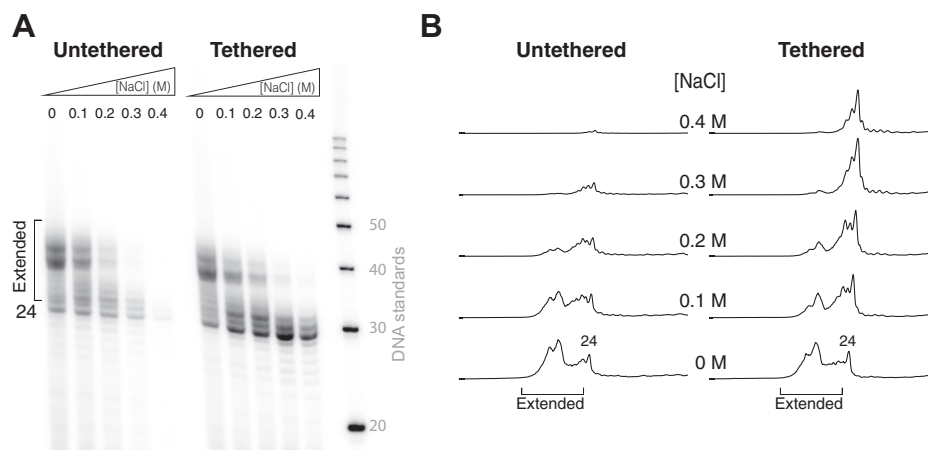 A
Untethered Tethered
[NaCl] (M) [NaCl] (M)
0 0.1 0.2 0.3 0.4 0 0.1 0.2 0.3 0.4
Extended
24
50
40
30
20
DNA standards
B
Untethered Tethered
[NaCl]
0.4 M
0.3 M
0.2 M
0.1 M
24 24
0 M
Extended Extended